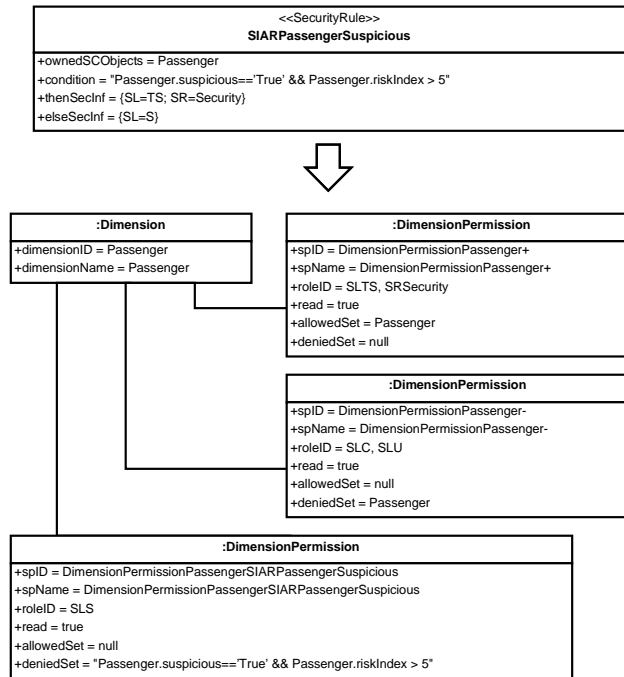 <<SecurityRule>>
SIARPassengerSuspicious
+ownedSCObjects = Passenger
+condition = "Passenger.suspicious=='True' && Passenger.riskIndex > 5"
+thenSecInf = {SL=TS; SR=Security}
+elseSecInf = {SL=S}
:Dimension
+dimensionID = Passenger
+dimensionName = Passenger
:DimensionPermission
+spID = DimensionPermissionPassenger+
+spName = DimensionPermissionPassenger+
+roleID = SLTS, SRSecurity
+read = true
+allowedSet = Passenger
+deniedSet = null
:DimensionPermission
+spID = DimensionPermissionPassenger-
+spName = DimensionPermissionPassenger-
+roleID = SLC, SLU
+read = true
+allowedSet = null
+deniedSet = Passenger
:DimensionPermission
+spID = DimensionPermissionPassengerSIARPassengerSuspicious
+spName = DimensionPermissionPassengerSIARPassengerSuspicious
+roleID = SLS
+read = true
+allowedSet = null
+deniedSet = "Passenger.suspicious=='True' && Passenger.riskIndex > 5"